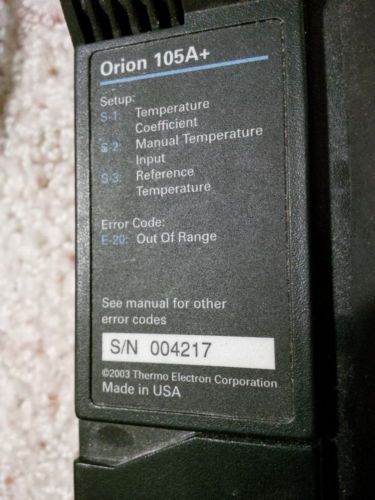 Orion 105A+
Setup:
S-1: Temperature
Coefficient
S-2: Manual Temperature
Input
S-3: Reference
Temperature
Error Code:
E-20: Out Of Range
See manual for other
error codes
S/N 004217
©2003 Thermo Electron Corporation
Made in USA